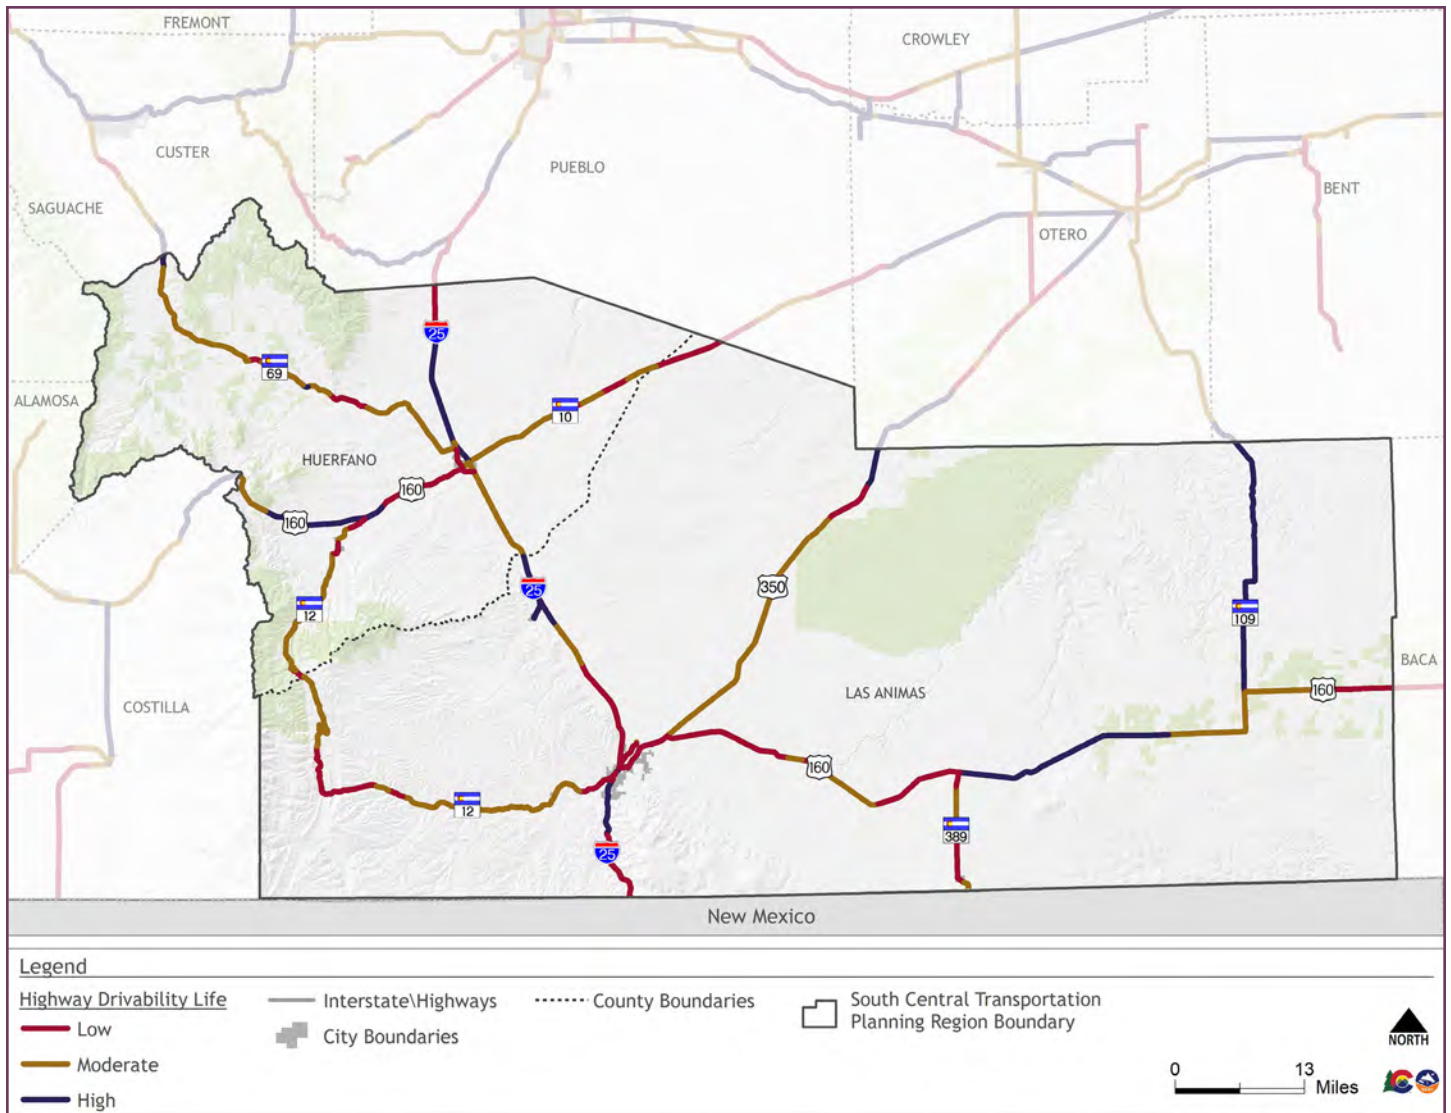 FREMONT
CROWLEY
CUSTER
PUEBLO
SAGUACHE
BENT
OTERO
25
69
ALAMOSA
10
HUERFANO
160
160
350
25
12
109
BACA
LAS ANIMAS
160
COSTILLA
160
12
389
25
New Mexico
Legend
Highway Drivability Life
Low
Moderate
High
Interstate\Highways
City Boundaries
County Boundaries
South Central Transportation
Planning Region Boundary
NORTH
0 13
Miles